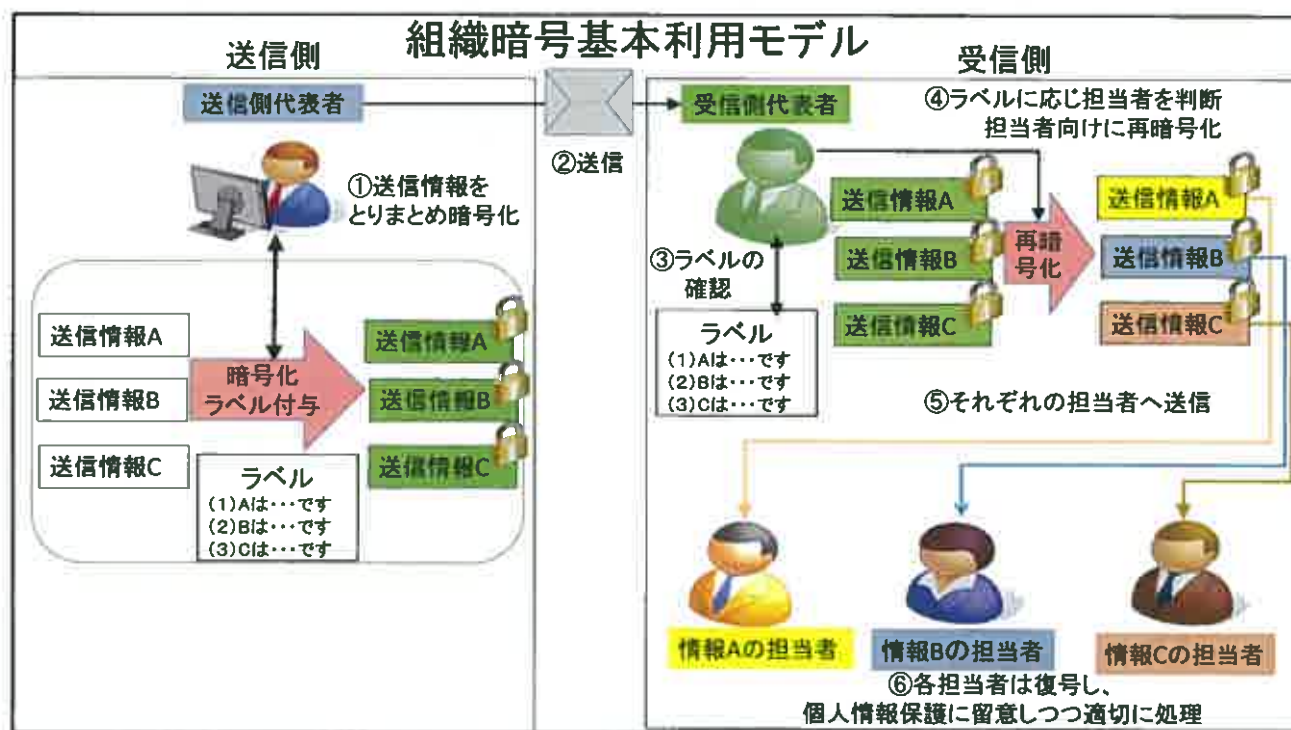 組織暗号基本利用モデル
送信側
受信側
送信側代表者
受信側代表者
①送信情報を
とりまとめ暗号化
②送信
④ラベルに応じ担当者を判断
担当者向けに再暗号化
送信情報A
送信情報B
送信情報C
暗号化
ラベル付与
送信情報A
送信情報B
送信情報C
ラベル
(1)Aは・・・です
(2)Bは・・・です
(3)Cは・・・です
③ラベルの
確認
ラベル
(1)Aは・・・です
(2)Bは・・・です
(3)Cは・・・です
送信情報A
送信情報B
送信情報C
再暗
号化
送信情報A
送信情報B
送信情報C
⑤それぞれの担当者へ送信
情報Aの担当者
情報Bの担当者
情報Cの担当者
⑥各担当者は復号し、
個人情報保護に留意しつつ適切に処理